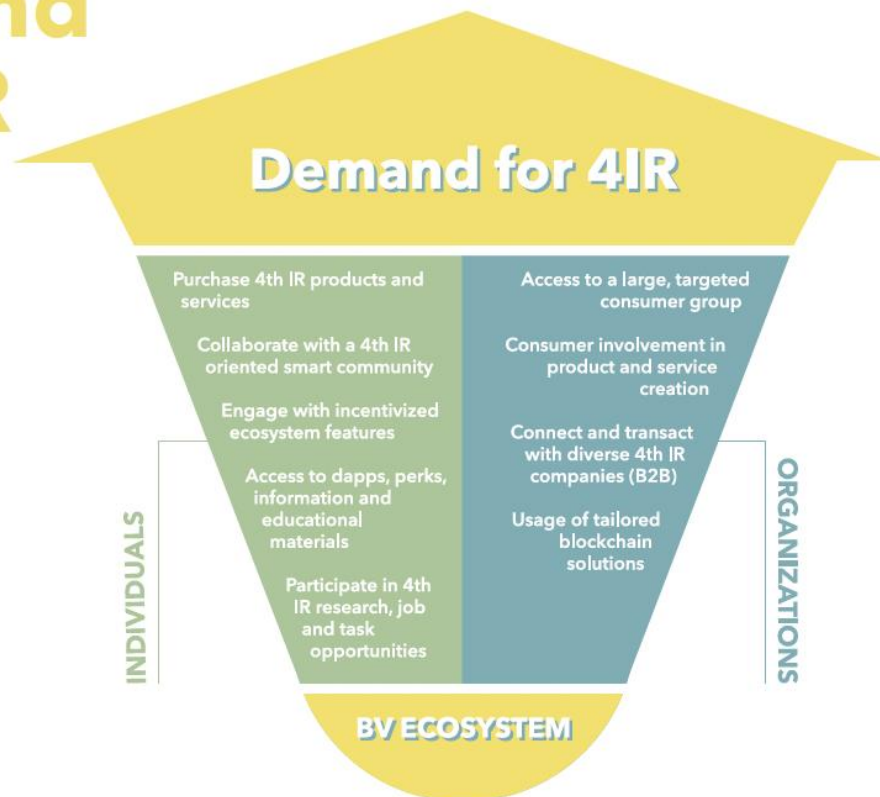 Demand for 4IR
Purchase 4th IR products and
services
Collaborate with a 4th IR
oriented smart community
Engage with incentivized
ecosystem features
Access to dapps, perks,
information and
educational
materials
Participate in 4th
IR research, job
and task
opportunities
Access to a large, targeted
consumer group
Consumer involvement in
product and service
creation
Connect and transact
with diverse 4th IR
companies (B2B)
Usage of tailored
blockchain
solutions
INDIVIDUALS
ORGANIZATIONS
BV ECOSYSTEM